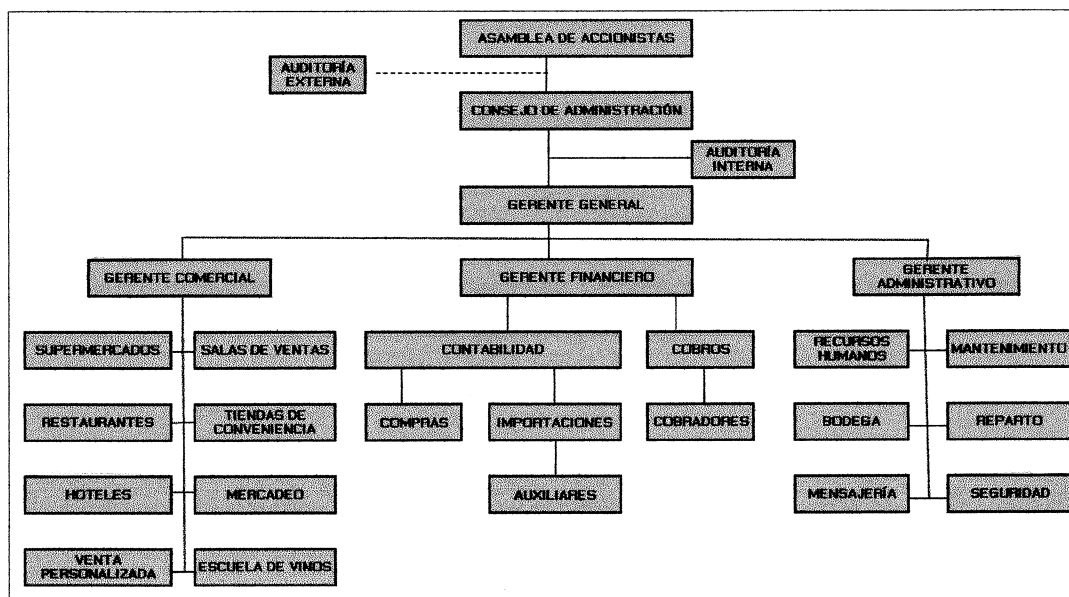 ASAMBLEA DE ACCIONISTAS
AUDITORÍA
EXTERNA
CONSEJO DE ADMINISTRACIÓN
AUDITORÍA
INTERNA
GERENTE GENERAL
GERENTE COMERCIAL
GERENTE FINANCIERO
GERENTE
ADMINISTRATIVO
SUPERMERCADOS
SALAS DE VENTAS
CONTABILIDAD
COBROS
RECURSOS
HUMANOS
MANTENIMIENTO
RESTAURANTES
TIENDAS DE
CONVENIENCIA
COMPRAS
IMPORTACIONES
COBRADORES
BODEGA
REPARTO
HOTELES
MERCADEO
AUXILIARES
MENSAJERÍA
SEGURIDAD
VENTA
PERSONALIZADA
ESCUELA DE VINOS